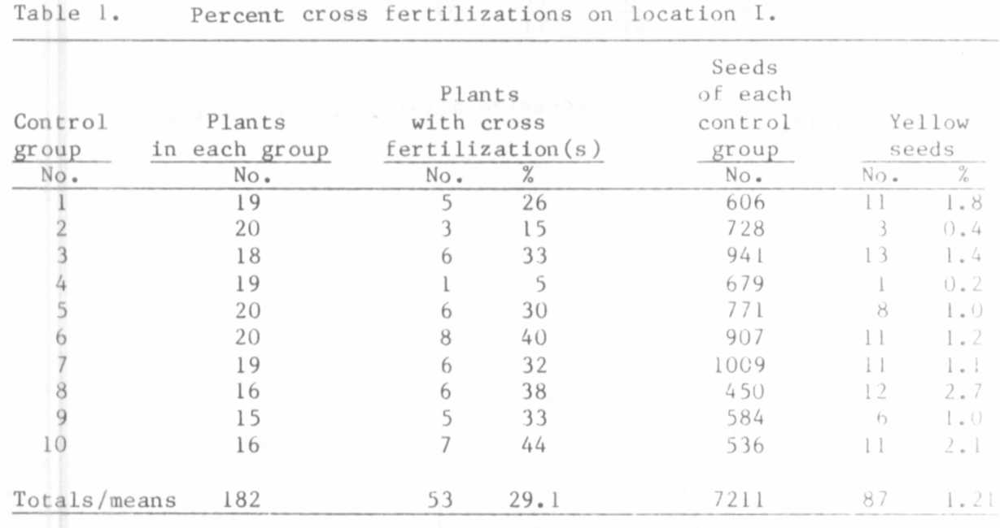 Table 1. Percent cross fertilizations on location I.
Seeds
Plants of each
Control Plants with cross control Yellow
group in each group fertilization(s) group seeds
No. No. No. % No. No. %
1 19 5 26 606 11 1.8
2 20 3 15 728 3 0.4
3 18 6 33 941 13 1.4
4 19 1 5 679 1 0.2
5 20 6 30 771 8 1.0
6 20 8 40 907 11 1.2
7 19 6 32 1009 11 1.1
8 16 6 38 450 12 2.7
9 15 5 33 584 6 1.0
10 16 7 44 536 11 2.1
Totals/means 182 53 29.1 7211 87 1.21